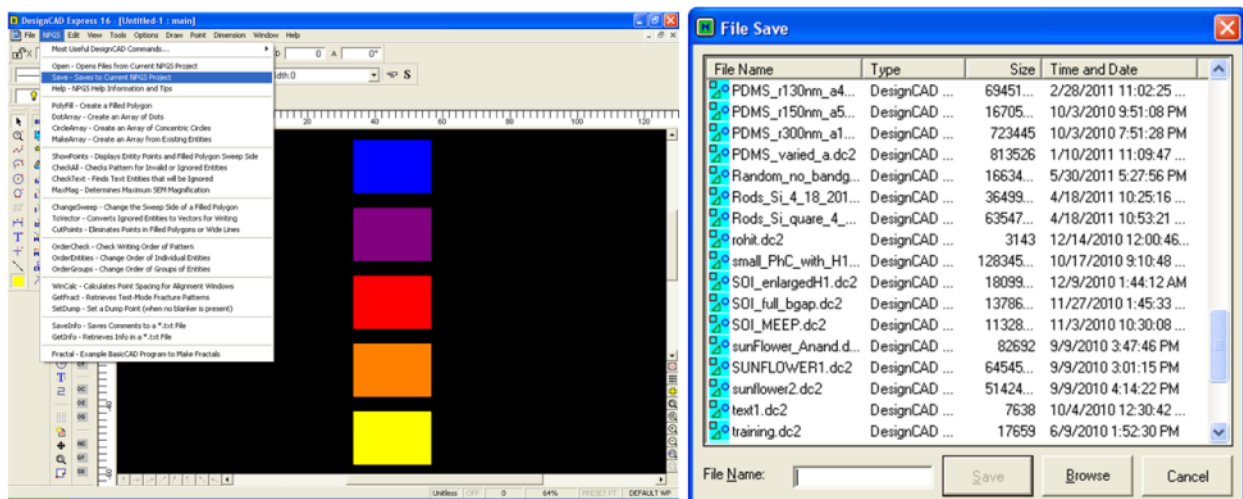 DesignCAD Express 16 - [Untitled-1 : main]
File NPGS Edit View Tools Options Draw Point Dimension Window Help
Most Useful DesignCAD Commands...
Open - Opens Files from Current NPGS Project
Save - Saves to Current NPGS Project
Help - NPGS Help Information and Tips
PolyFill - Create a Filled Polygon
DotArray - Create an Array of Dots
CircleArray - Create an Array of Concentric Circles
MakeArray - Create an Array from Existing Entities
ShowPoints - Displays Entity Points and Filled Polygon Sweep Side
CheckAll - Checks Pattern for Invalid or Ignored Entities
CheckText - Finds Text Entities that will be Ignored
MaxMag - Determines Maximum SEM Magnification
ChangeSweep - Change the Sweep Side of a Filled Polygon
ToVector - Converts Ignored Entities to Vectors for Writing
CutPoints - Eliminates Points in Filled Polygons or Wide Lines
OrderCheck - Check Writing Order of Pattern
OrderEntities - Change Order of Individual Entities
OrderGroups - Change Order of Groups of Entities
WinCalc - Calculates Point Spacing for Alignment Windows
GetFract - Retrieves Test-Mode Fracture Patterns
SetDump - Set a Dump Point (when no blanker is present)
SaveInfo - Saves Comments to a *.txt File
GetInfo - Retrieves Info in a *.txt File
Fractal - Example BasicCAD Program to Make Fractals
X D 0 A 0°
idth:0 S
20 40 60 80 100 120
-40
-60
Unitless OFF 0 64% PRESET PT DEFAULT WP
File Save
File Name Type Size Time and Date
PDMS_r130nm_a4... DesignCAD ... 69451... 2/28/2011 11:02:25 ...
PDMS_r150nm_a5... DesignCAD ... 16705... 10/3/2010 9:51:08 PM
PDMS_r300nm_a1... DesignCAD ... 723445 10/3/2010 7:51:28 PM
PDMS_varied_a.dc2 DesignCAD ... 813526 1/10/2011 11:09:47 ...
Random_no_bandg... DesignCAD ... 16634... 5/30/2011 5:27:56 PM
Rods_Si_4_18_201... DesignCAD ... 36499... 4/18/2011 10:25:16 ...
Rods_Si_quare_4_... DesignCAD ... 63547... 4/18/2011 10:53:21 ...
rohit.dc2 DesignCAD ... 3143 12/14/2010 12:00:46...
small_PhC_with_H1... DesignCAD ... 128345... 10/17/2010 9:10:48 ...
SOI_enlargedH1.dc2 DesignCAD ... 18099... 12/9/2010 1:44:12 AM
SOI_full_bgap.dc2 DesignCAD ... 13786... 11/27/2010 1:45:33 ...
SOI_MEEP.dc2 DesignCAD ... 11328... 11/3/2010 10:30:08 ...
sunFlower_Anand.d... DesignCAD ... 82692 9/9/2010 3:47:46 PM
SUNFLOWER1.dc2 DesignCAD ... 64545... 9/9/2010 3:01:15 PM
sunflower2.dc2 DesignCAD ... 51424... 9/9/2010 4:14:22 PM
text1.dc2 DesignCAD ... 7638 10/4/2010 12:30:42 ...
training.dc2 DesignCAD ... 17659 6/9/2010 1:52:30 PM
File Name: Save Browse Cancel